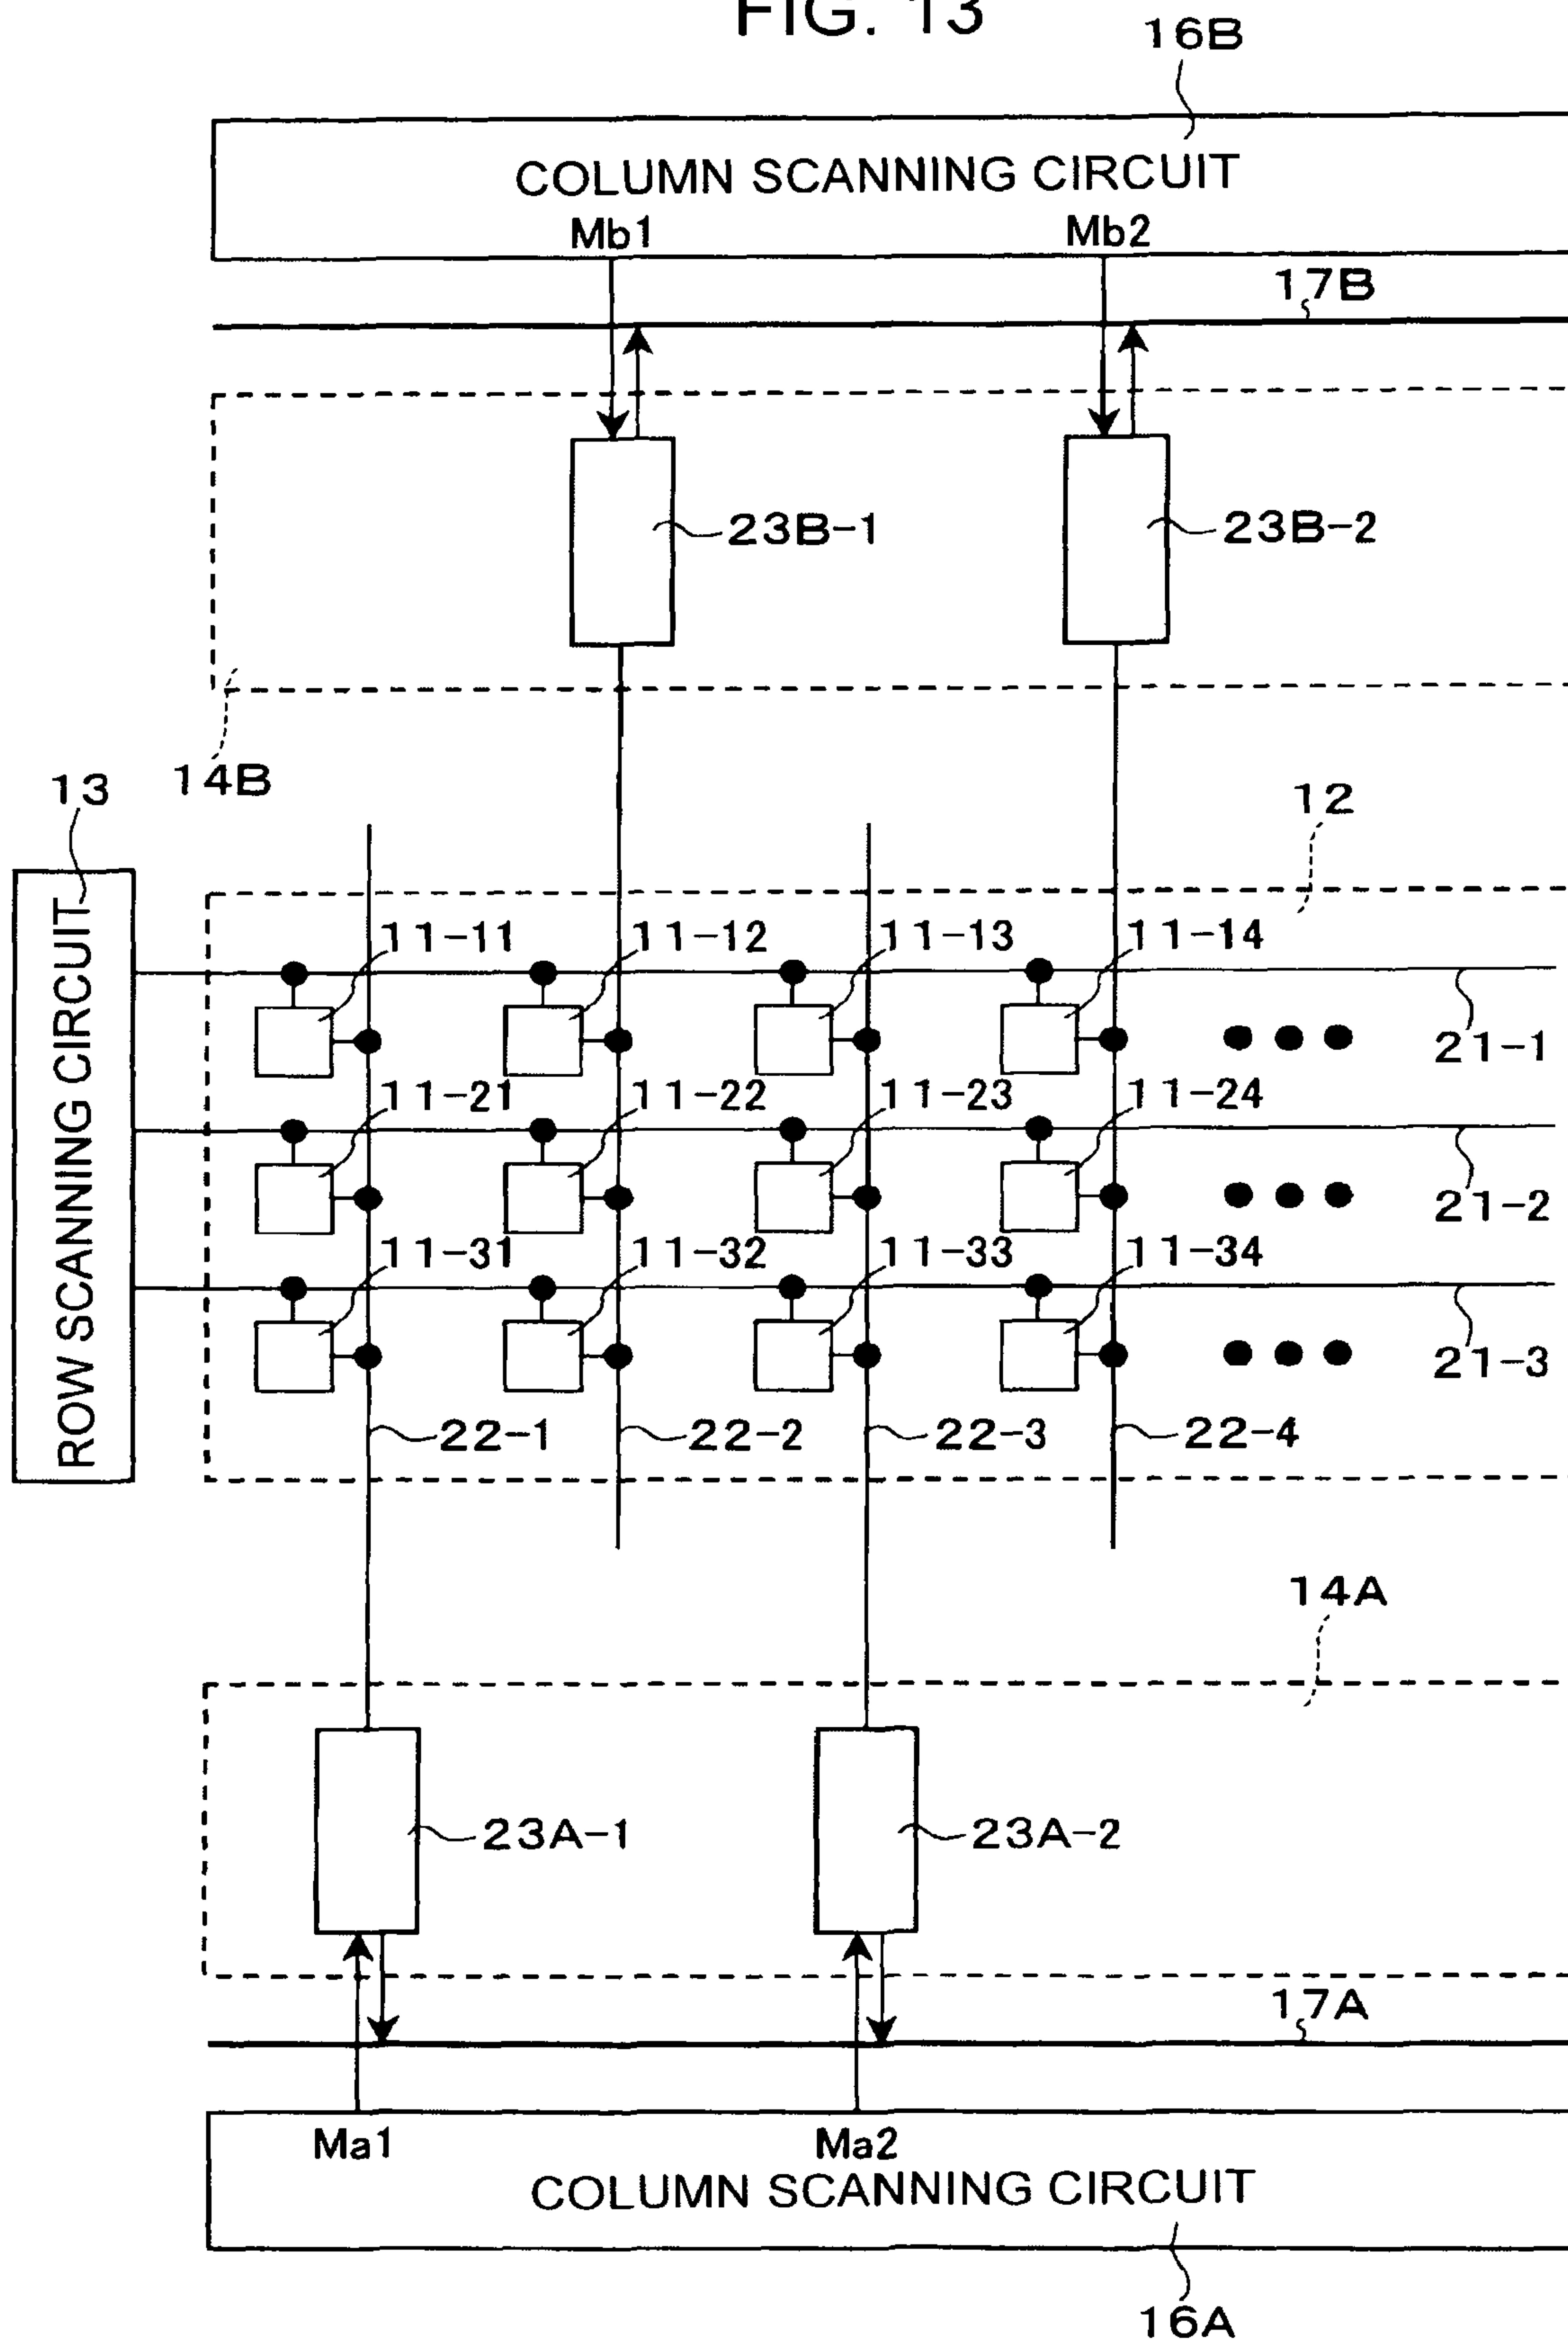 FIG. 13
16B
COLUMN SCANNING CIRCUIT
Mb1 Mb2
17B
23B-1 23B-2
14B
13
12
ROW SCANNING CIRCUIT
11-11 11-12 11-13 11-14
21-1
11-21 11-22 11-23 11-24
21-2
11-31 11-32 11-33 11-34
21-3
22-1 22-2 22-3 22-4
14A
23A-1 23A-2
17A
Ma1 Ma2
COLUMN SCANNING CIRCUIT
16A